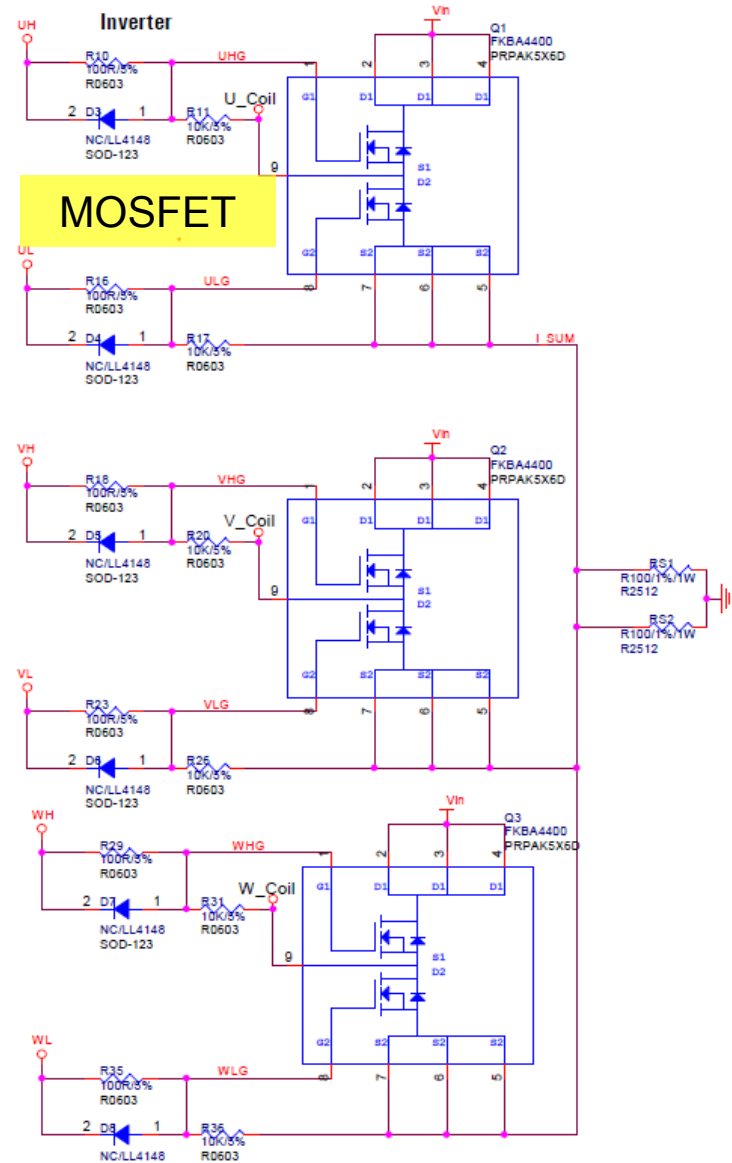 Inverter
UH
Vin
Q1
FKBA4400
PRPAK5X6D
R10
100R/5%
R0603
UHG
1
2
3
4
2 D3 1
NC/LL4148
SOD-123
R11
10K/5%
R0603
U_Coil
G1
D1
D1
D1
9
S1
D2
MOSFET
UL
R16
100R/5%
R0603
ULG
G2
S2
S2
S2
8
7
6
5
2 D4 1
NC/LL4148
SOD-123
R17
10K/5%
R0603
I_SUM
VH
Vin
Q2
FKBA4400
PRPAK5X6D
R18
100R/5%
R0603
VHG
1
2
3
4
2 D5 1
NC/LL4148
SOD-123
R20
10K/5%
R0603
V_Coil
G1
D1
D1
D1
9
S1
D2
RS1
R100/1%/1W
R2512
RS2
R100/1%/1W
R2512
VL
R23
100R/5%
R0603
VLG
G2
S2
S2
S2
8
7
6
5
2 D6 1
NC/LL4148
SOD-123
R26
10K/5%
R0603
WH
Vin
Q3
FKBA4400
PRPAK5X6D
R29
100R/5%
R0603
WHG
1
2
3
4
2 D7 1
NC/LL4148
SOD-123
R31
10K/5%
R0603
W_Coil
G1
D1
D1
D1
9
S1
D2
WL
R35
100R/5%
R0603
WLG
G2
S2
S2
S2
8
7
6
5
2 D8 1
NC/LL4148
R36
10K/5%
R0603